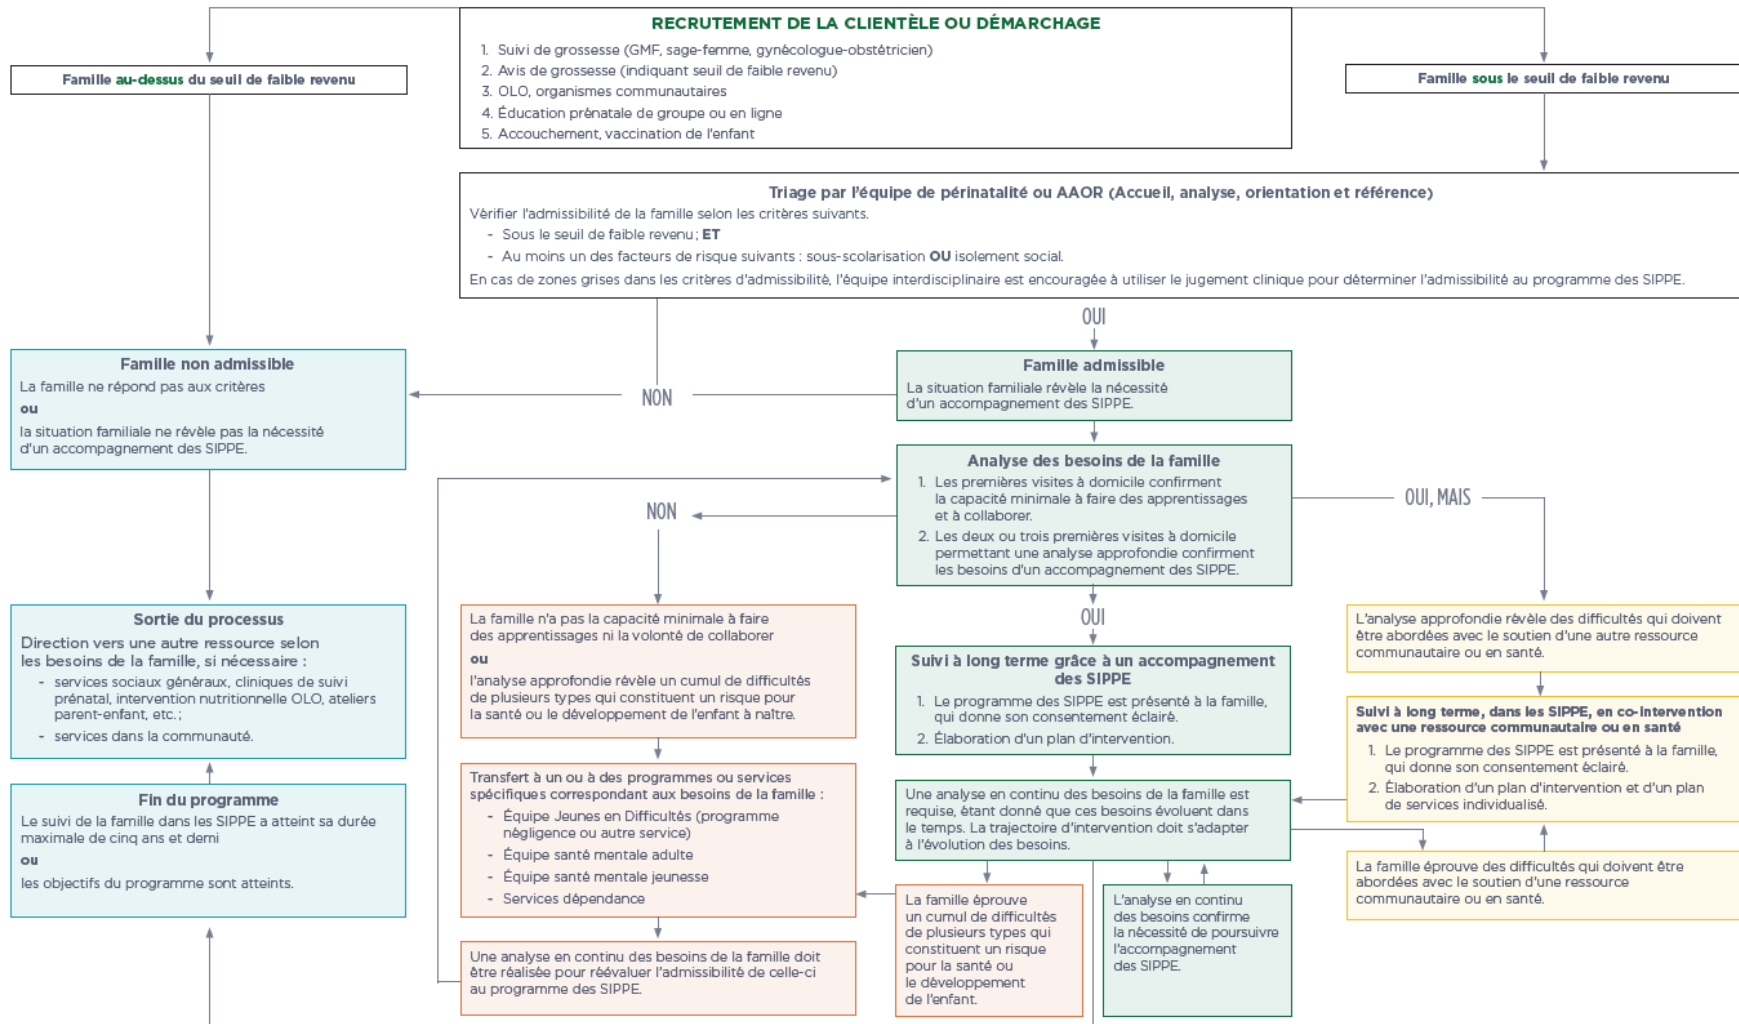 RECRUTEMENT DE LA CLIENTÈLE OU DÉMARCHAGE
1. Suivi de grossesse (GMF, sage-femme, gynécologue-obstétricien)
2. Avis de grossesse (indiquant seuil de faible revenu)
3. OLO, organismes communautaires
4. Éducation prénatale de groupe ou en ligne
5. Accouchement, vaccination de l'enfant
Famille au-dessus du seuil de faible revenu
Famille sous le seuil de faible revenu
Triage par l'équipe de périnatalité ou AAOR (Accueil, analyse, orientation et référence)
Vérifier l'admissibilité de la famille selon les critères suivants.
- Sous le seuil de faible revenu; ET
- Au moins un des facteurs de risque suivants : sous-scolarisation OU isolement social.
En cas de zones grises dans les critères d'admissibilité, l'équipe interdisciplinaire est encouragée à utiliser le jugement clinique pour déterminer l'admissibilité au programme des SIPPE.
OUI
Famille non admissible
La famille ne répond pas aux critères
ou
la situation familiale ne révèle pas la nécessité
d'un accompagnement des SIPPE.
NON
Famille admissible
La situation familiale révèle la nécessité
d'un accompagnement des SIPPE.
Analyse des besoins de la famille
1. Les premières visites à domicile confirment
la capacité minimale à faire des apprentissages
et à collaborer.
2. Les deux ou trois premières visites à domicile
permettant une analyse approfondie confirment
les besoins d'un accompagnement des SIPPE.
NON
OUI, MAIS
OUI
Sortie du processus
Direction vers une autre ressource selon
les besoins de la famille, si nécessaire :
- services sociaux généraux, cliniques de suivi
prénatal, intervention nutritionnelle OLO, ateliers
parent-enfant, etc.;
- services dans la communauté.
La famille n'a pas la capacité minimale à faire
des apprentissages ni la volonté de collaborer
ou
l'analyse approfondie révèle un cumul de difficultés
de plusieurs types qui constituent un risque pour
la santé ou le développement de l'enfant à naître.
Suivi à long terme grâce à un accompagnement
des SIPPE
1. Le programme des SIPPE est présenté à la famille,
qui donne son consentement éclairé.
2. Élaboration d'un plan d'intervention.
L'analyse approfondie révèle des difficultés qui doivent
être abordées avec le soutien d'une autre ressource
communautaire ou en santé.
Suivi à long terme, dans les SIPPE, en co-intervention
avec une ressource communautaire ou en santé
1. Le programme des SIPPE est présenté à la famille,
qui donne son consentement éclairé.
2. Élaboration d'un plan d'intervention et d'un plan
de services individualisé.
Fin du programme
Le suivi de la famille dans les SIPPE a atteint sa durée
maximale de cinq ans et demi
ou
les objectifs du programme sont atteints.
Transfert à un ou à des programmes ou services
spécifiques correspondant aux besoins de la famille :
- Équipe Jeunes en Difficultés (programme
négligence ou autre service)
- Équipe santé mentale adulte
- Équipe santé mentale jeunesse
- Services dépendance
Une analyse en continu des besoins de la famille est
requise, étant donné que ces besoins évoluent dans
le temps. La trajectoire d'intervention doit s'adapter
à l'évolution des besoins.
La famille éprouve des difficultés qui doivent être
abordées avec le soutien d'une ressource
communautaire ou en santé.
La famille éprouve
un cumul de difficultés
de plusieurs types qui
constituent un risque
pour la santé ou
le développement
de l'enfant.
L'analyse en continu
des besoins confirme
la nécessité de poursuivre
l'accompagnement
des SIPPE.
Une analyse en continu des besoins de la famille doit
être réalisée pour réévaluer l'admissibilité de celle-ci
au programme des SIPPE.